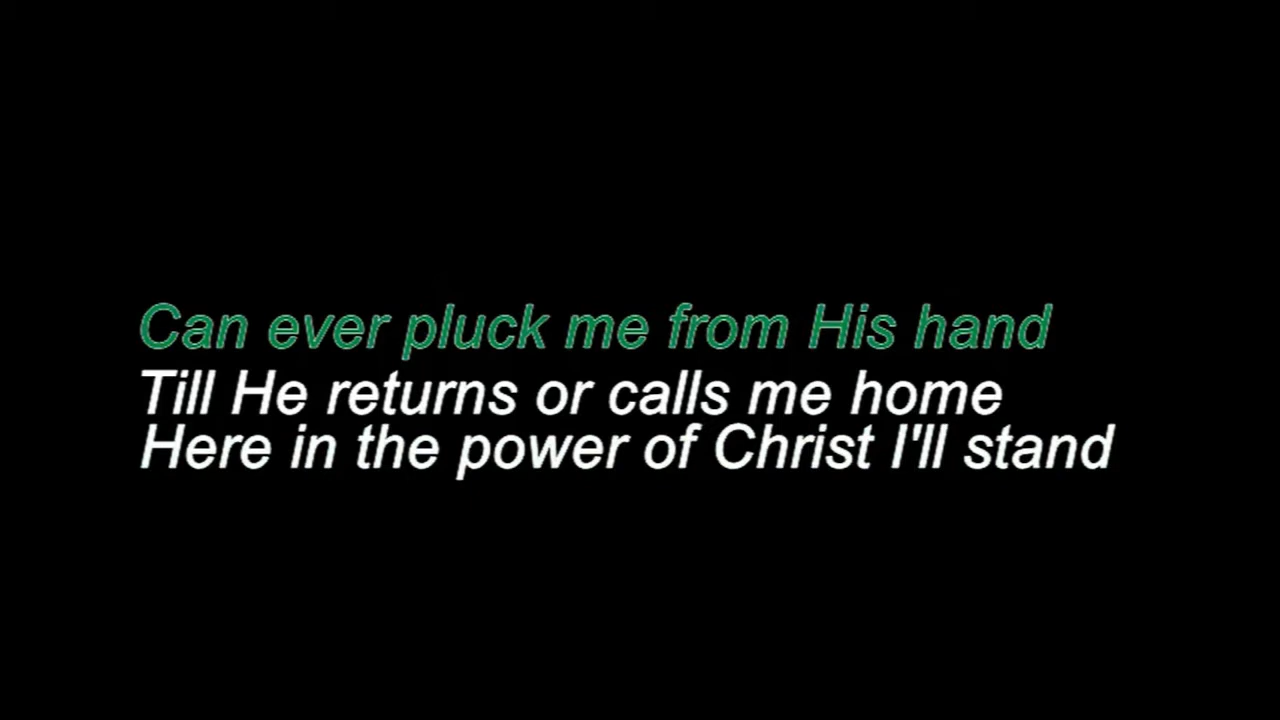 Can ever pluck me from His hand
Till He returns or calls me home
Here in the power of Christ I'll stand